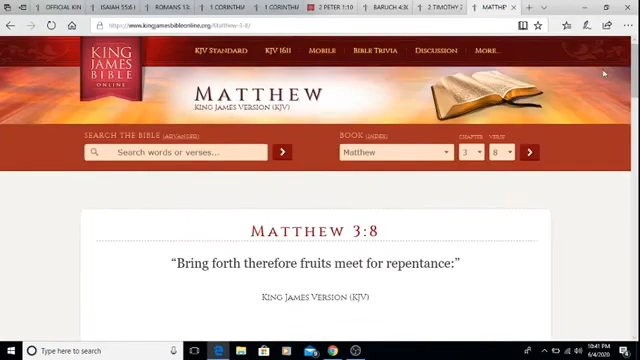 OFFICIAL KIN
ISAIAH 55:6
ROMANS 13:
1 CORINTHI
1 CORINTHI
2 PETER 1:10
BARUCH 4:3
2 TIMOTHY
MATTHE
https://www.kingjamesbibleonline.org/Matthew-3-8/
KING
JAMES
BIBLE
ONLINE
KJV STANDARD
KJV 1611
MOBILE
BIBLE TRIVIA
DISCUSSION
MORE...
MATTHEW
KING JAMES VERSION (KJV)
SEARCH THE BIBLE (ADVANCED)
BOOK (INDEX)
CHAPTER
VERSE
Search words or verses...
Matthew
3
8
MATTHEW 3:8
“Bring forth therefore fruits meet for repentance:”
KING JAMES VERSION (KJV)
Type here to search
10:41 PM
6/4/2020